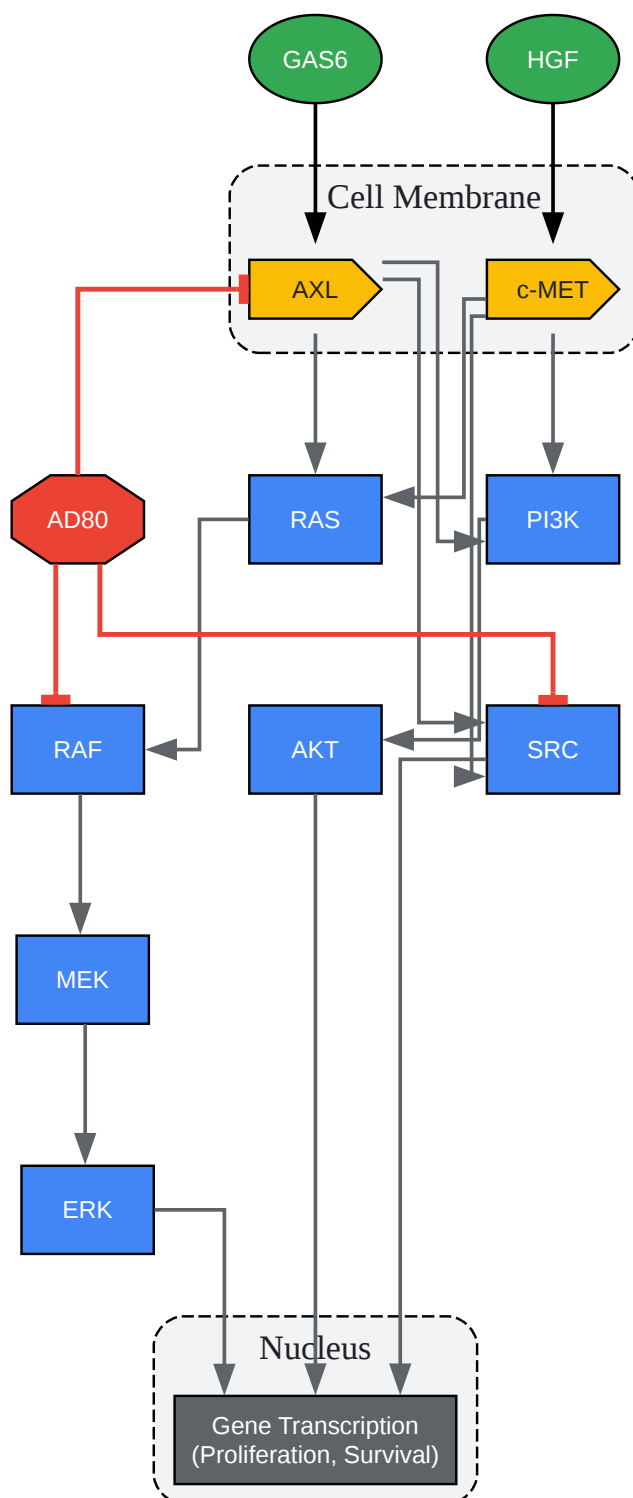 GAS6
HGF
Cell Membrane
AXL
c-MET
AD80
RAS
PI3K
RAF
AKT
SRC
MEK
ERK
Nucleus
Gene Transcription
(Proliferation, Survival)